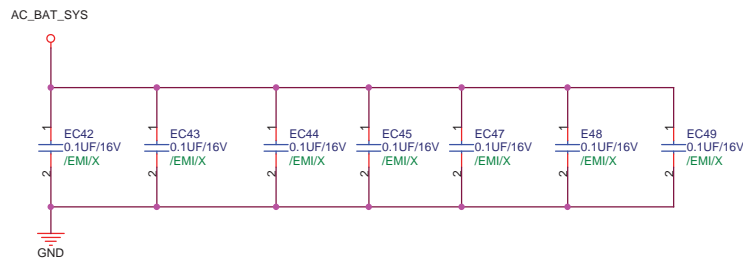 AC_BAT_SYS
1
EC42
0.1UF/16V
/EMI/X
2
1
EC43
0.1UF/16V
/EMI/X
2
1
EC44
0.1UF/16V
/EMI/X
2
1
EC45
0.1UF/16V
/EMI/X
2
1
EC47
0.1UF/16V
/EMI/X
2
1
E48
0.1UF/16V
/EMI/X
2
1
EC49
0.1UF/16V
/EMI/X
2
GND